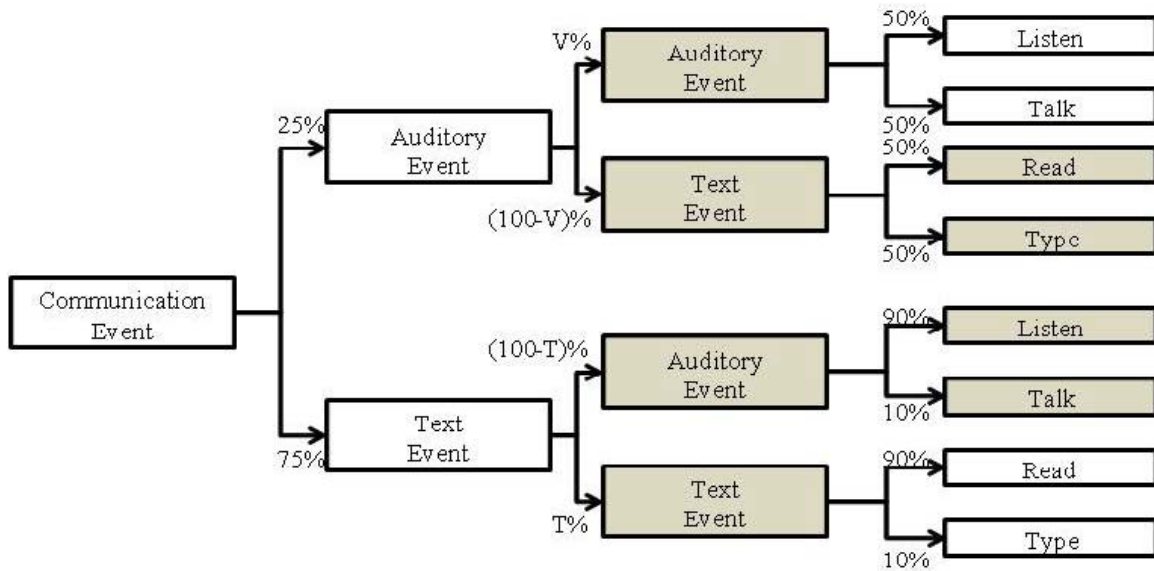 Communication
Event
25%
Auditory
Event
75%
Text
Event
V%
Auditory
Event
(100-V)%
Text
Event
(100-T)%
Auditory
Event
T%
Text
Event
50%
Listen
50%
Talk
50%
Read
50%
Typc
90%
Listen
10%
Talk
90%
Read
10%
Type